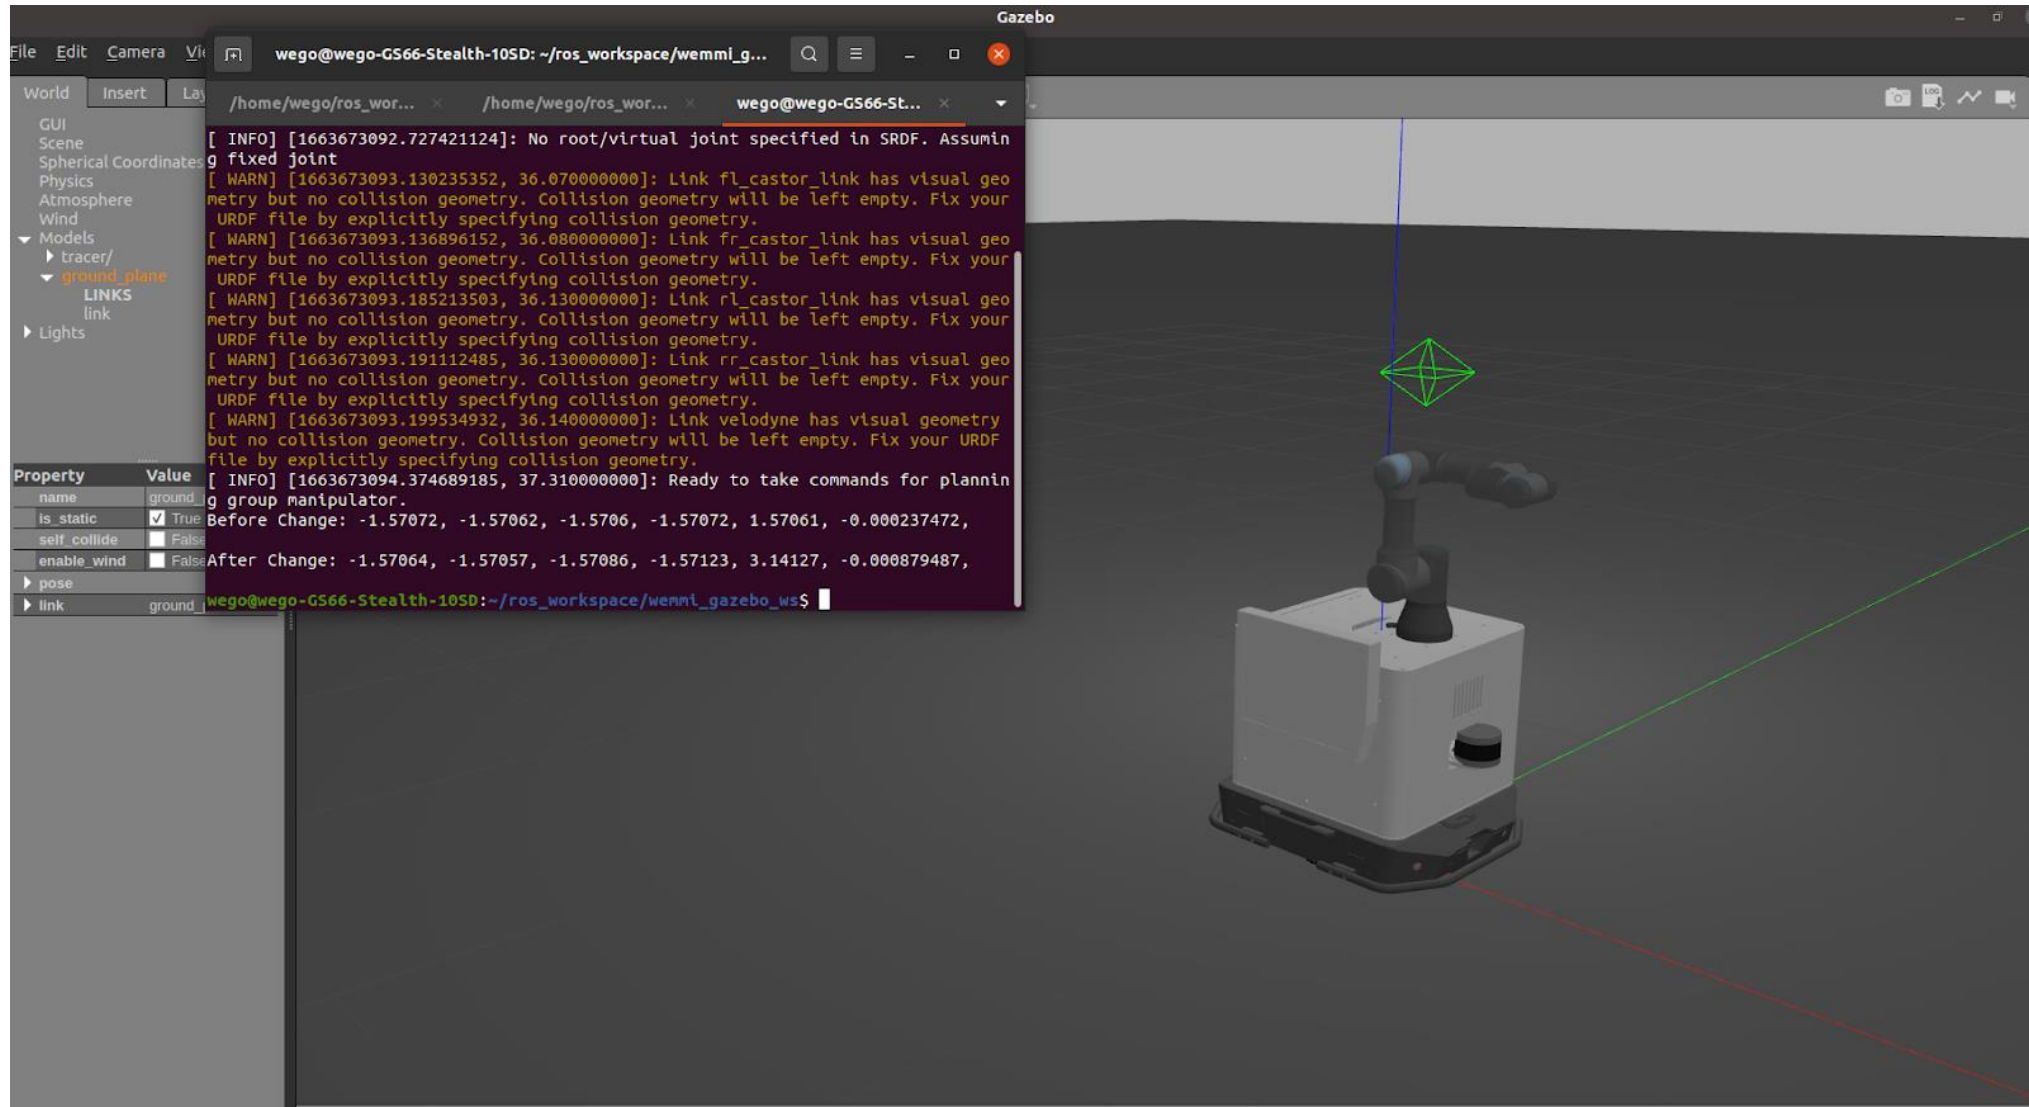 Gazebo
File Edit Camera
wego@wego-GS66-Stealth-10SD: ~/ros_workspace/wemmi_g...
World Insert
/home/wego/ros_wor... × /home/wego/ros_wor... × wego@wego-GS66-St... ×
GUI
Scene
Spherical Coordinates
Physics
Atmosphere
Wind
Models
tracer/
ground_plane
LINKS
link
Lights
[ INFO] [1663673092.727421124]: No root/virtual joint specified in SRDF. Assumin
g fixed joint
[ WARN] [1663673093.130235352, 36.070000000]: Link fl_castor_link has visual geo
metry but no collision geometry. Collision geometry will be left empty. Fix your
URDF file by explicitly specifying collision geometry.
[ WARN] [1663673093.136896152, 36.080000000]: Link fr_castor_link has visual geo
metry but no collision geometry. Collision geometry will be left empty. Fix your
URDF file by explicitly specifying collision geometry.
[ WARN] [1663673093.185213503, 36.130000000]: Link rl_castor_link has visual geo
metry but no collision geometry. Collision geometry will be left empty. Fix your
URDF file by explicitly specifying collision geometry.
[ WARN] [1663673093.191112485, 36.130000000]: Link rr_castor_link has visual geo
metry but no collision geometry. Collision geometry will be left empty. Fix your
URDF file by explicitly specifying collision geometry.
[ WARN] [1663673093.199534932, 36.140000000]: Link velodyne has visual geometry
but no collision geometry. Collision geometry will be left empty. Fix your URDF
file by explicitly specifying collision geometry.
[ INFO] [1663673094.374689185, 37.310000000]: Ready to take commands for plannin
g group manipulator.
Before Change: -1.57072, -1.57062, -1.5706, -1.57072, 1.57061, -0.000237472,
After Change: -1.57064, -1.57057, -1.57086, -1.57123, 3.14127, -0.000879487,
wego@wego-GS66-Stealth-10SD:~/ros_workspace/wemmi_gazebo_ws$
Property Value
name ground_
is_static True
self_collide False
enable_wind False
pose
link ground_
LOG